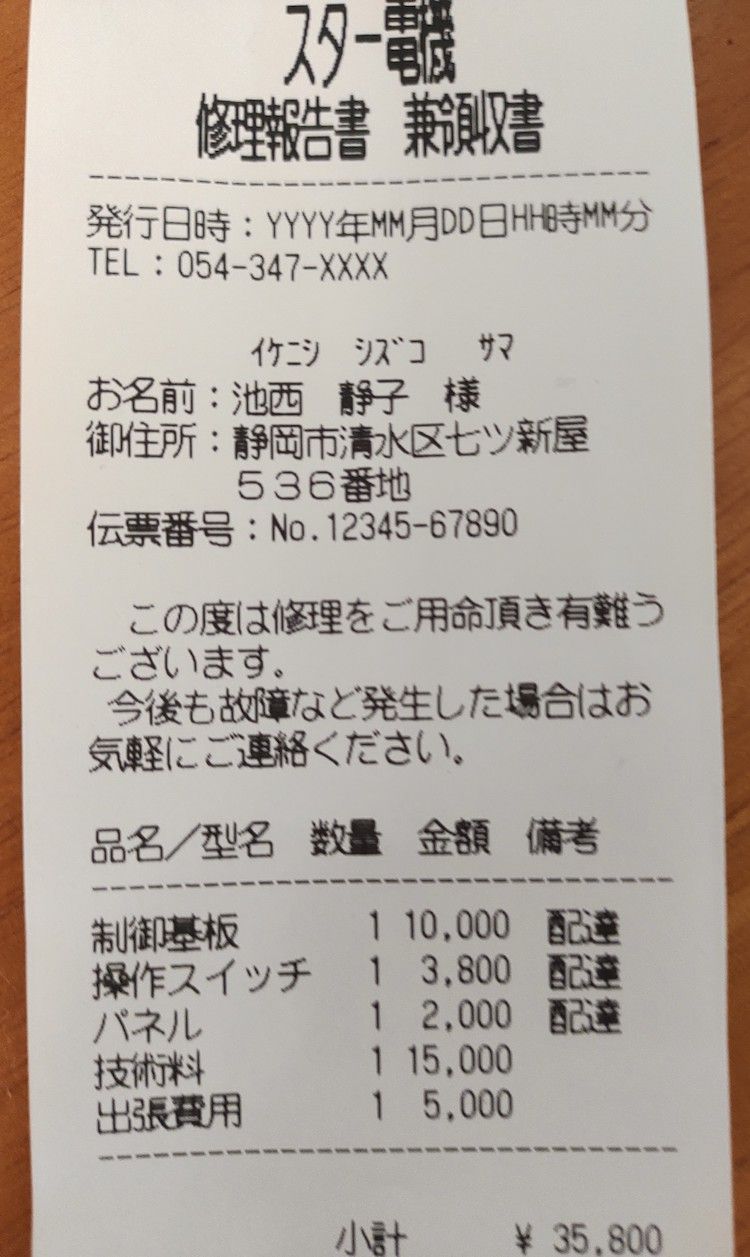 スター電機
修理報告書 兼領収書
発行日時：YYYY年MM月DD日HH時MM分
TEL：054-347-XXXX
ｲｹﾆｼ ｼｽﾞｺ ｻﾏ
お名前：池西 静子 様
御住所：静岡市清水区七ツ新屋
５３６番地
伝票番号：No.12345-67890
この度は修理をご用命頂き有難う
ございます。
今後も故障など発生した場合はお
気軽にご連絡ください。
品名／型名 数量 金額 備考
制御基板 1 10,000 配達
操作スイッチ 1 3,800 配達
パネル 1 2,000 配達
技術料 1 15,000
出張費用 1 5,000
小計 ¥ 35,800